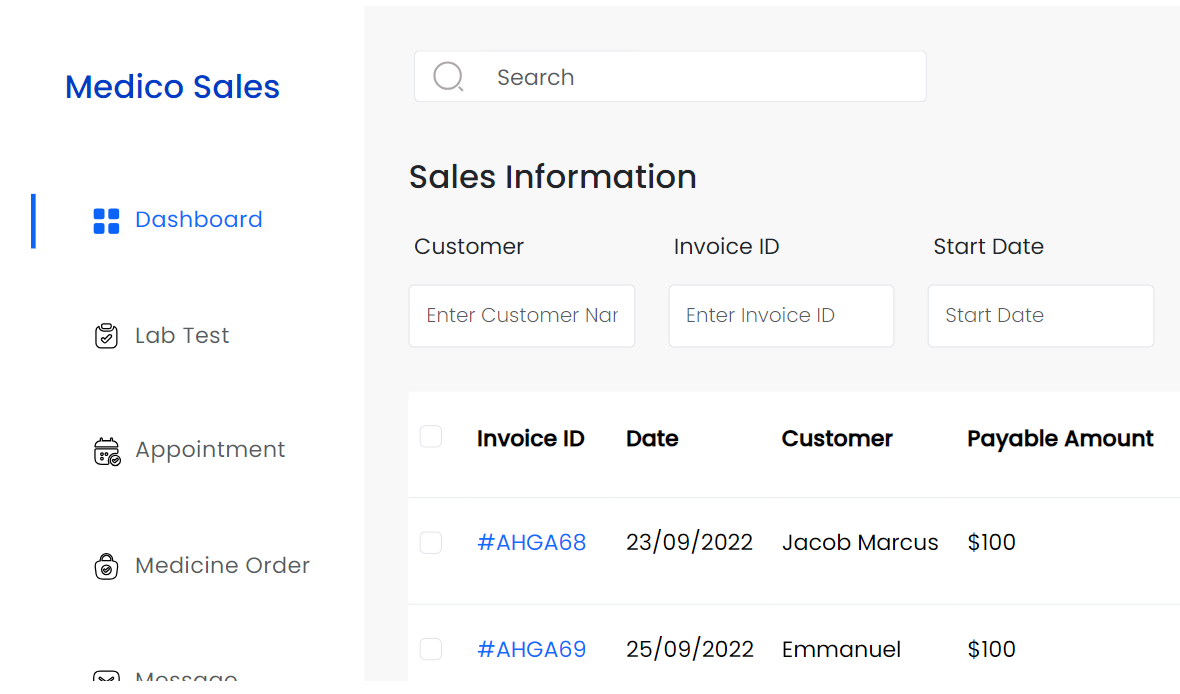 Medico Sales
Dashboard
Lab Test
Appointment
Medicine Order
Message
Search
Sales Information
Customer Invoice ID Start Date
Enter Customer Nar Enter Invoice ID Start Date
Invoice ID Date Customer Payable Amount
#AHGA68 23/09/2022 Jacob Marcus $100
#AHGA69 25/09/2022 Emmanuel $100